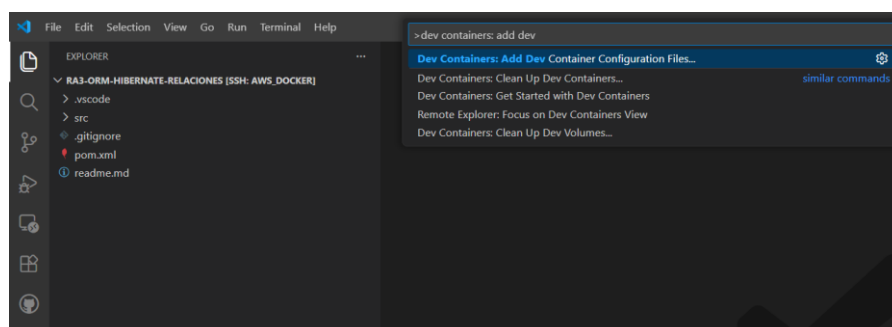 File Edit Selection View Go Run Terminal Help
>dev containers: add dev
EXPLORER ...
RA3-ORM-HIBERNATE-RELACIONES [SSH: AWS_DOCKER]
.vscode
src
.gitignore
pom.xml
readme.md
Dev Containers: Add Dev Container Configuration Files...
Dev Containers: Clean Up Dev Containers... similar commands
Dev Containers: Get Started with Dev Containers
Remote Explorer: Focus on Dev Containers View
Dev Containers: Clean Up Dev Volumes...